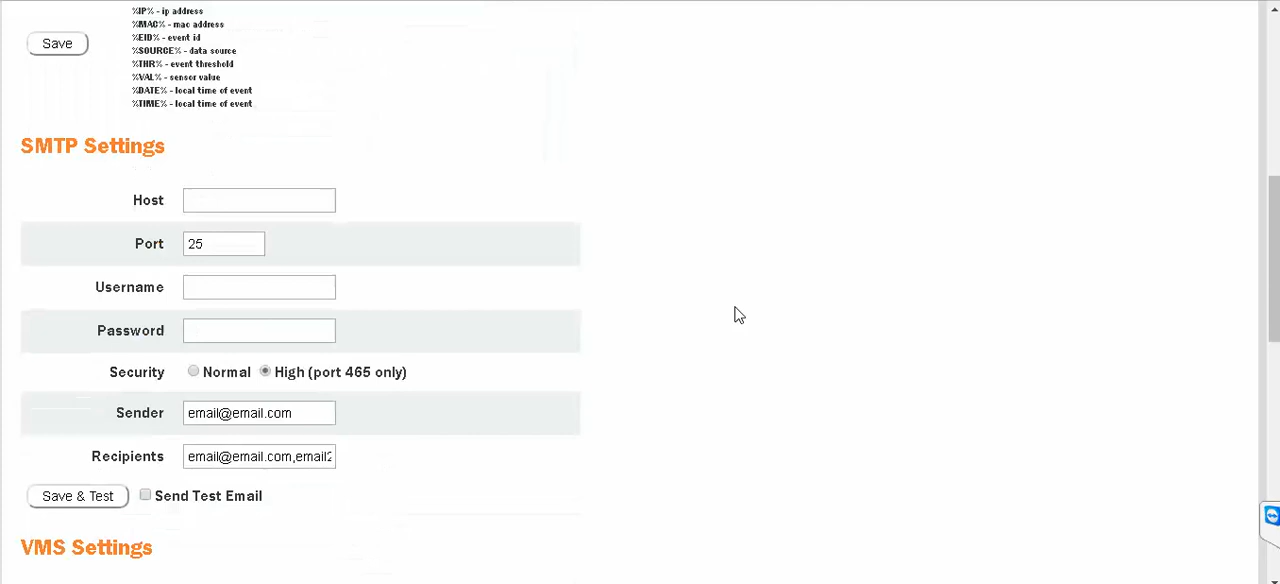 %IP% - ip address
%MAC% - mac address
Save
%EID% - event id
%SOURCE% - data source
%THR% - event threshold
%VAL% - sensor value
%DATE% - local time of event
%TIME% - local time of event
SMTP Settings
Host
Port 25
Username
Password
Security Normal High (port 465 only)
Sender email@email.com
Recipients email@email.com,email2
Save & Test Send Test Email
VMS Settings